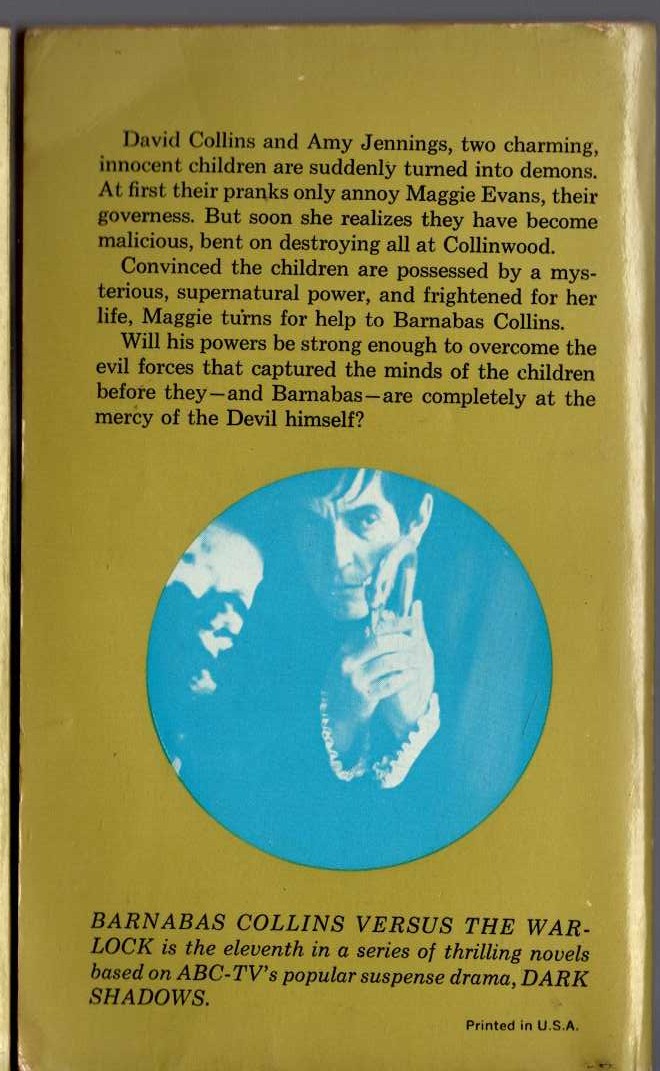 David Collins and Amy Jennings, two charming,
innocent children are suddenly turned into demons.
At first their pranks only annoy Maggie Evans, their
governess. But soon she realizes they have become
malicious, bent on destroying all at Collinwood.
Convinced the children are possessed by a mys-
terious, supernatural power, and frightened for her
life, Maggie turns for help to Barnabas Collins.
Will his powers be strong enough to overcome the
evil forces that captured the minds of the children
before they—and Barnabas—are completely at the
mercy of the Devil himself?
BARNABAS COLLINS VERSUS THE WAR-
LOCK is the eleventh in a series of thrilling novels
based on ABC-TV's popular suspense drama, DARK
SHADOWS.
Printed in U.S.A.